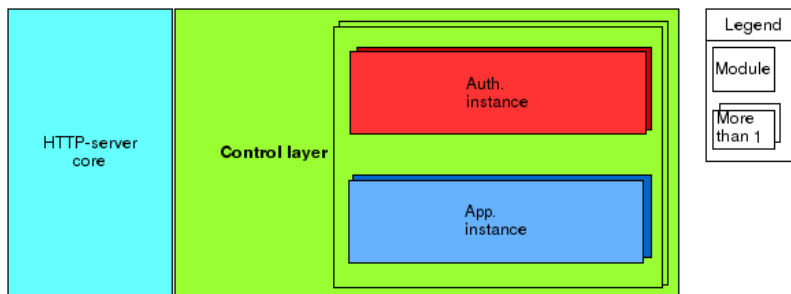 HTTP-server
core
Control layer
Auth.
instance
App.
instance
Legend
Module
More
than 1